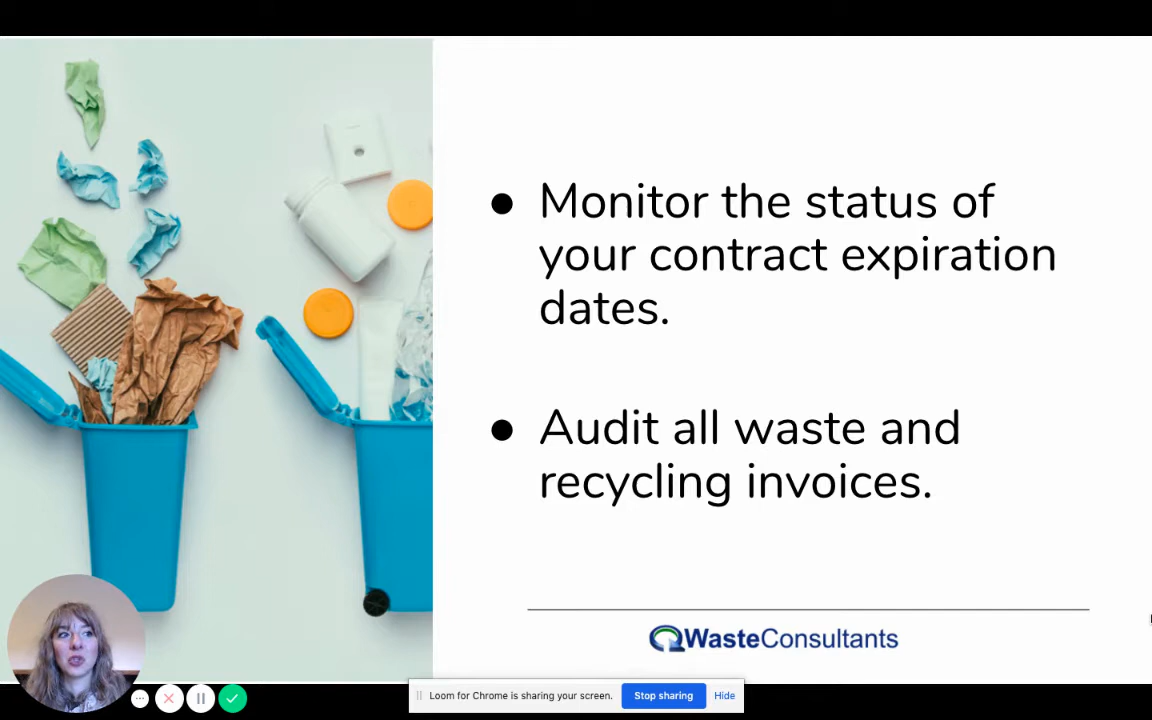 ● Monitor the status of
your contract expiration
dates.
● Audit all waste and
recycling invoices.
WasteConsultants
Loom for Chrome is sharing your screen.
Stop sharing
Hide